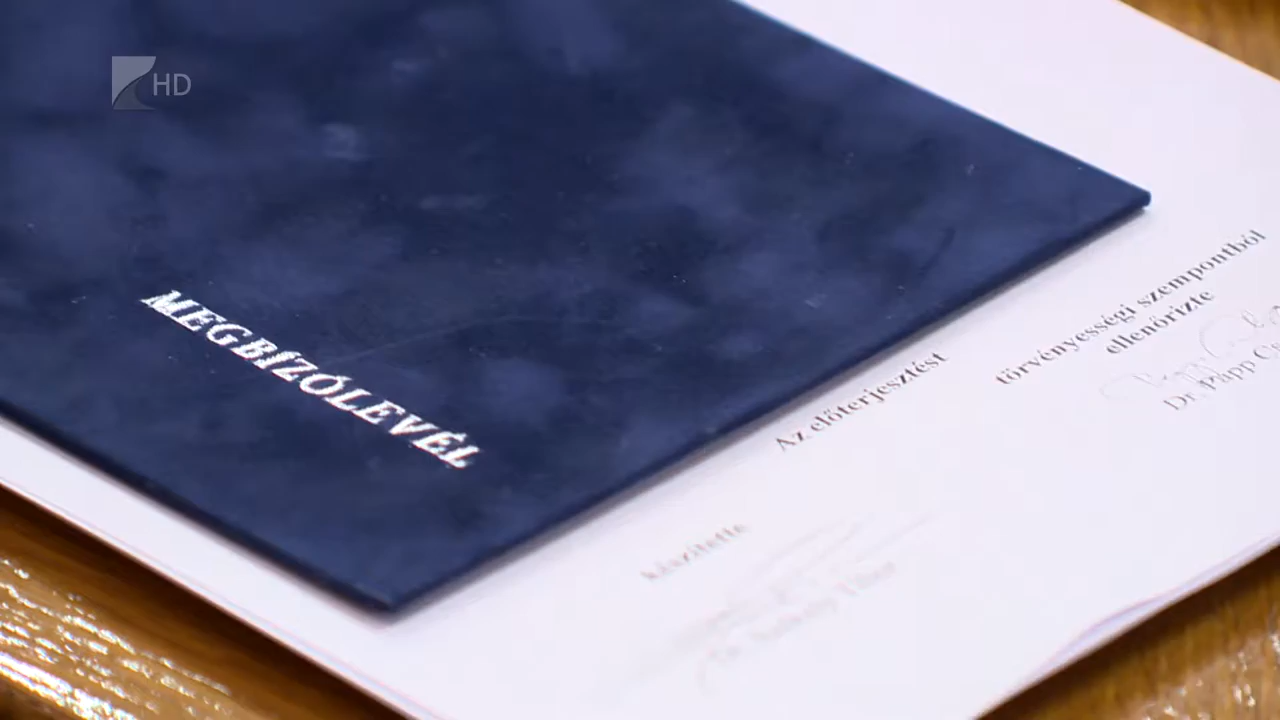 HD
MEGBÍZÓLEVÉL
Az előterjesztést
törvényességi szempontból
ellenőrizte
Dr. Papp
készítette